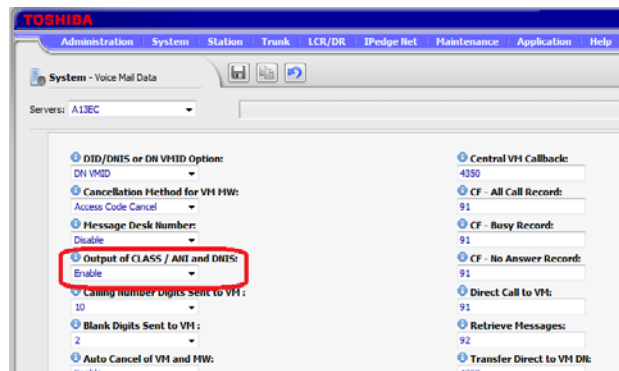 TOSHIBA
Administration System Station Trunk LCR/DR IPedge Net Maintenance Application Help
System - Voice Mail Data
Servers: A13EC
DID/DNIS or DN VMID Option:
DN VMID
Cancellation Method for VM MW:
Access Code Cancel
Message Desk Number:
Disable
Output of CLASS / ANI and DNIS:
Enable
Calling Number Digits Sent to VM :
10
Blank Digits Sent to VM :
2
Auto Cancel of VM and MW:
Central VM Callback:
4350
CF - All Call Record:
91
CF - Busy Record:
91
CF - No Answer Record:
91
Direct Call to VM:
91
Retrieve Messages:
92
Transfer Direct to VM DN: